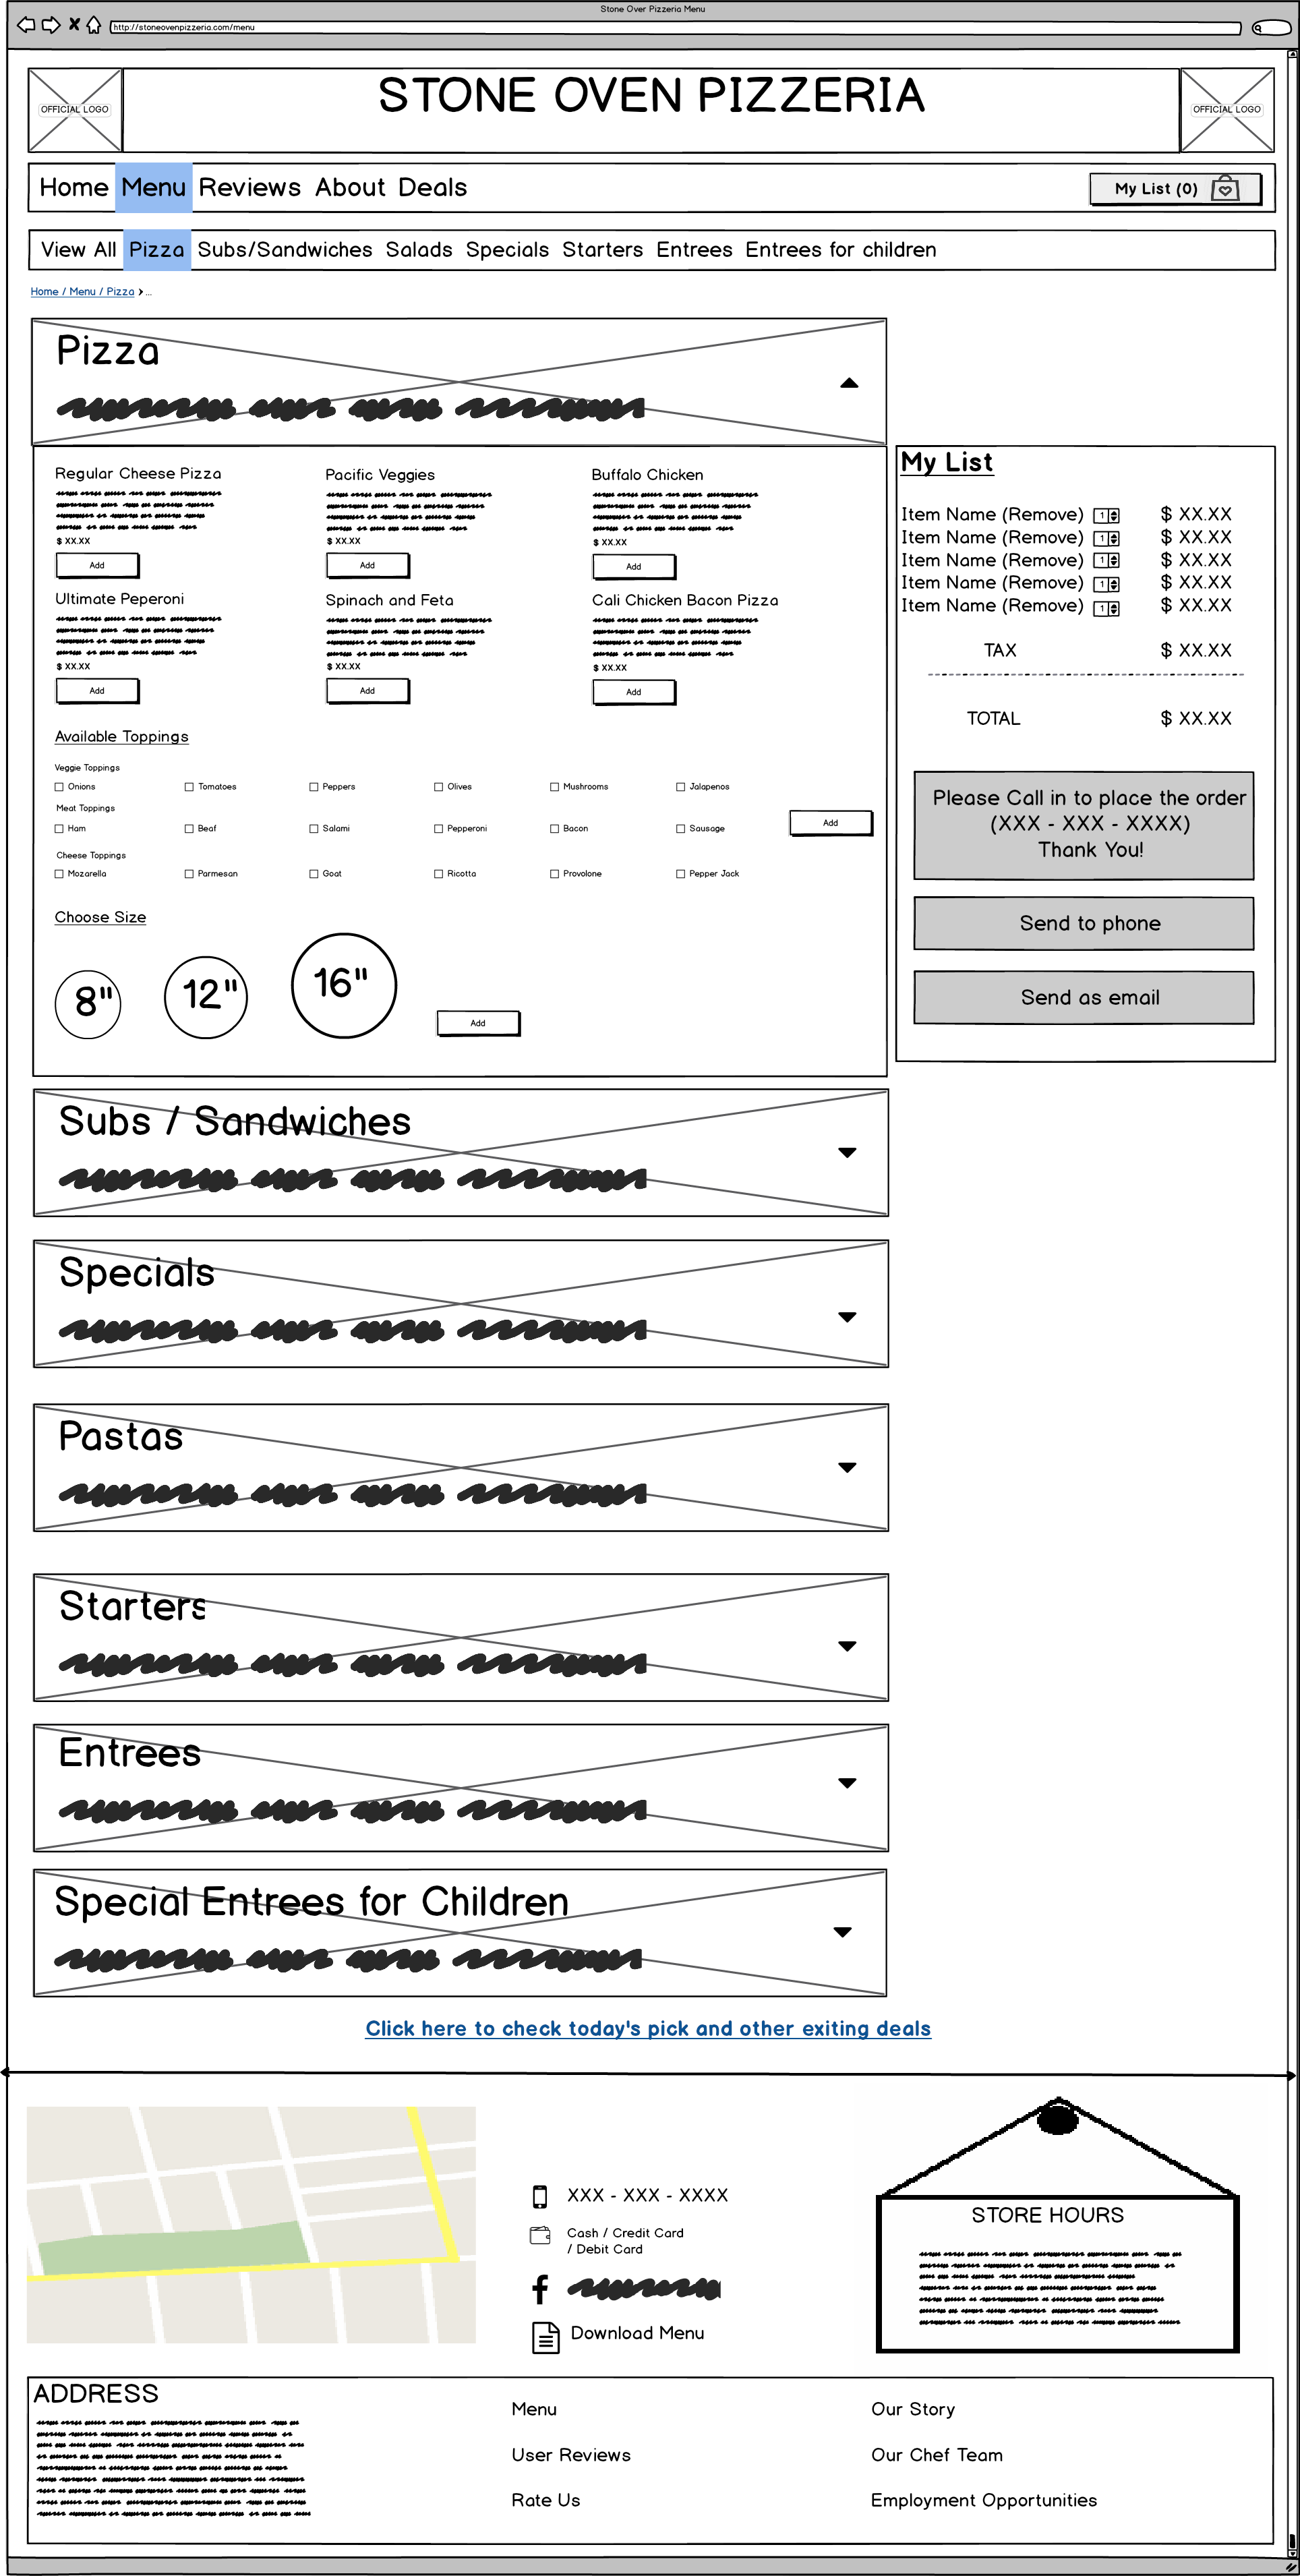 Stone Over Pizzeria Menu
http://stoneovenpizzeria.com/menu
OFFICIAL LOGO
STONE OVEN PIZZERIA
OFFICIAL LOGO
Home Menu Reviews About Deals
My List (0)
View All Pizza Subs/Sandwiches Salads Specials Starters Entrees Entrees for children
Home / Menu / Pizza > ...
Pizza
Regular Cheese Pizza
$ XX.XX
Add
Pacific Veggies
$ XX.XX
Add
Buffalo Chicken
$ XX.XX
Add
Ultimate Peperoni
$ XX.XX
Add
Spinach and Feta
$ XX.XX
Add
Cali Chicken Bacon Pizza
$ XX.XX
Add
Available Toppings
Veggie Toppings
Onions Tomatoes Peppers Olives Mushrooms Jalapenos
Meat Toppings
Ham Beaf Salami Pepperoni Bacon Sausage
Add
Cheese Toppings
Mozarella Parmesan Goat Ricotta Provolone Pepper Jack
Choose Size
8" 12" 16"
Add
My List
Item Name (Remove) 1 $ XX.XX
Item Name (Remove) 1 $ XX.XX
Item Name (Remove) 1 $ XX.XX
Item Name (Remove) 1 $ XX.XX
Item Name (Remove) 1 $ XX.XX
TAX $ XX.XX
TOTAL $ XX.XX
Please Call in to place the order
(XXX - XXX - XXXX)
Thank You!
Send to phone
Send as email
Subs / Sandwiches
Specials
Pastas
Starters
Entrees
Special Entrees for Children
Click here to check today's pick and other exiting deals
XXX - XXX - XXXX
Cash / Credit Card
/ Debit Card
f
Download Menu
STORE HOURS
ADDRESS
Menu
User Reviews
Rate Us
Our Story
Our Chef Team
Employment Opportunities